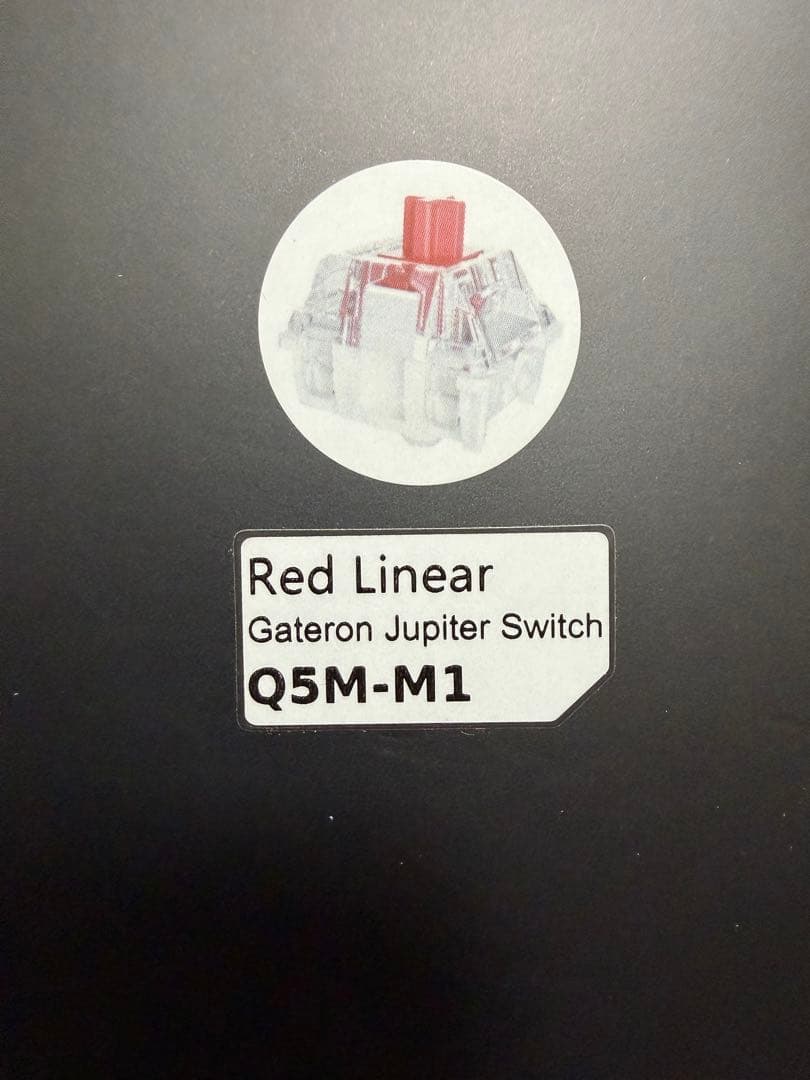 Red Linear
Gateron Jupiter Switch
Q5M-M1